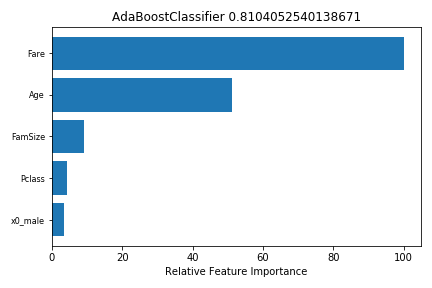 AdaBoostClassifier 0.8104052540138671
Fare
Age
FamSize
Pclass
x0_male
0 20 40 60 80 100
Relative Feature Importance